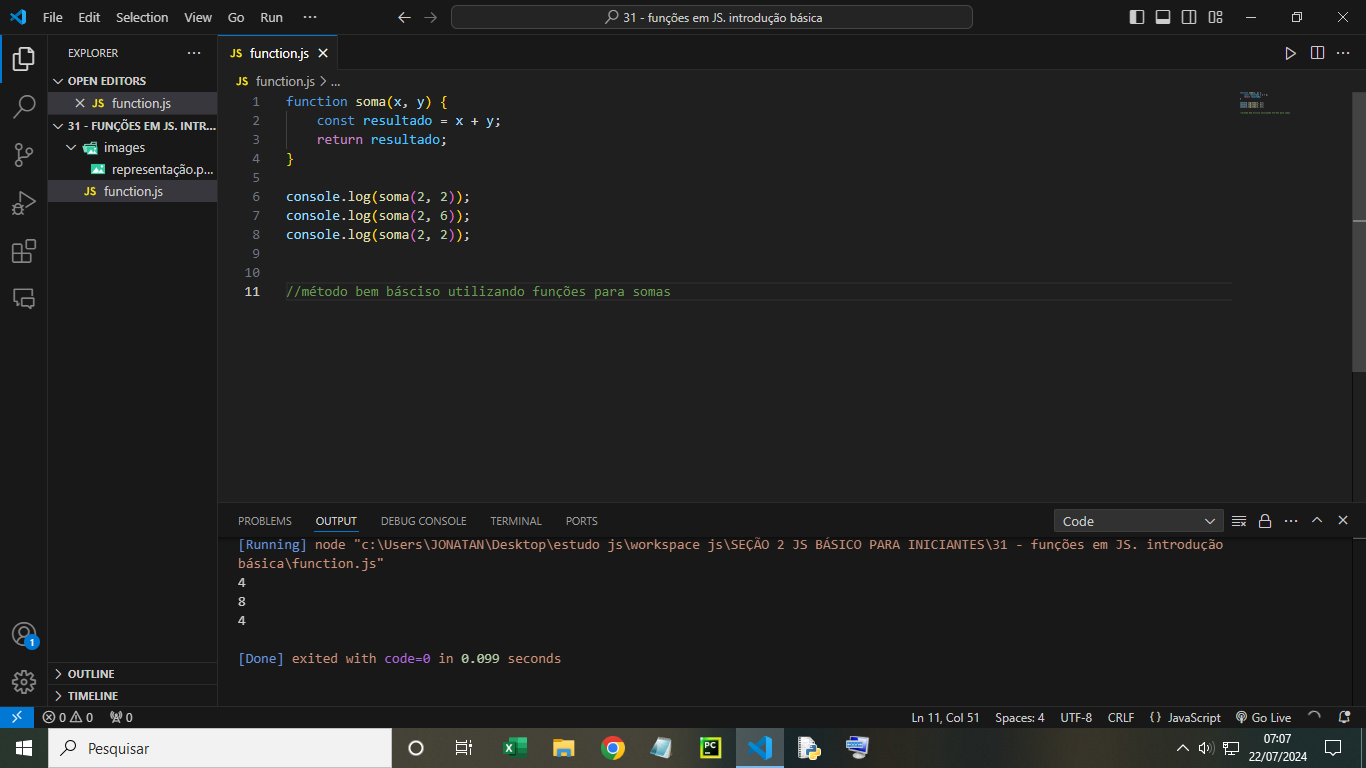 File Edit Selection View Go Run ···
31 - funções em JS. introdução básica
EXPLORER ···
OPEN EDITORS
JS function.js
31 - FUNÇÕES EM JS. INTR...
images
representação.p...
JS function.js
OUTLINE
TIMELINE
JS function.js
JS function.js > ...
1 function soma(x, y) {
2 const resultado = x + y;
3 return resultado;
4 }
5
6 console.log(soma(2, 2));
7 console.log(soma(2, 6));
8 console.log(soma(2, 2));
9
10
11 //método bem básciso utilizando funções para somas
PROBLEMS OUTPUT DEBUG CONSOLE TERMINAL PORTS
Code
[Running] node "c:\Users\JONATAN\Desktop\estudo js\workspace js\SEÇÃO 2 JS BÁSICO PARA INICIANTES\31 - funções em JS. introdução
básica\function.js"
4
8
4
[Done] exited with code=0 in 0.099 seconds
1
0 0 0
Ln 11, Col 51 Spaces: 4 UTF-8 CRLF {} JavaScript Go Live
Pesquisar
PC
07:07
22/07/2024